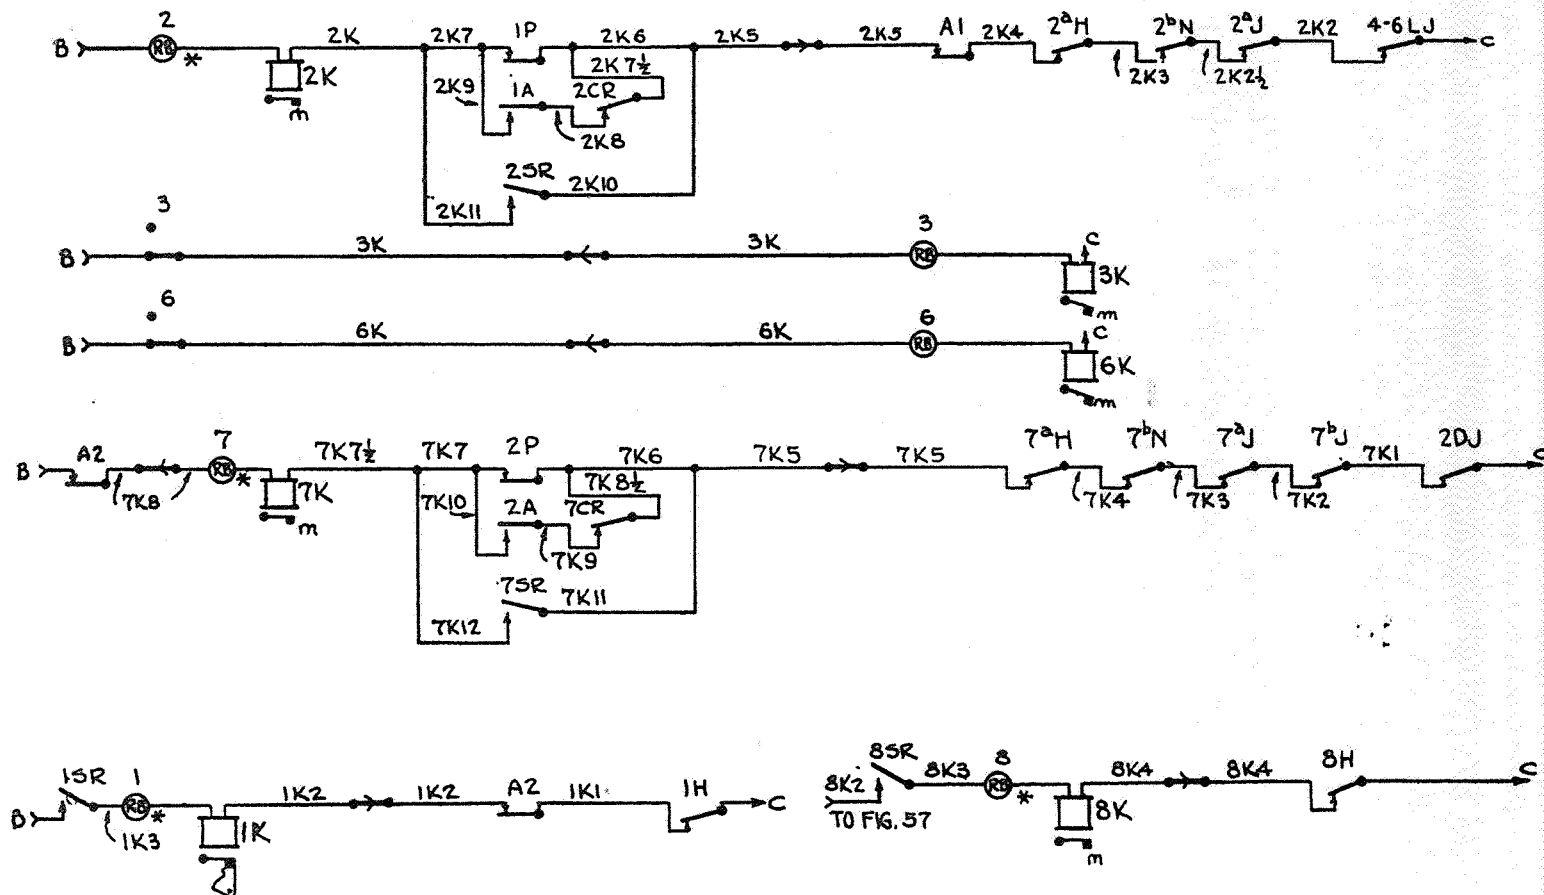 2
B RB * 2K 2K7 1P 2K6 2K5 2K5 A1 2K4 2aH 2bN 2aJ 2K2 4-6LJ C
2K 2K9 1A 2K7½ 2CR 2K3 2K2½
m 2K8
2SR 2K10
2K11
3
B 3K 3K 3 RB C
3K
m
6
B 6K 6K 6 RB C
6K
m
B A2 7K8 7 RB * 7K7½ 7K7 2P 7K6 7K5 7K5 7aH 7bN 7aJ 7bJ 7K1 2DJ C
7K 7K10 2A 7K8½ 7CR 7K4 7K3 7K2
m 7K9
7SR 7K11
7K12
B 1SR 1 RB * 1K2 1K2 A2 1K1 1H C
1K3 1K
8K2 8SR 8K3 8 RB * 8K4 8K4 8H C
TO FIG. 57 8K
m